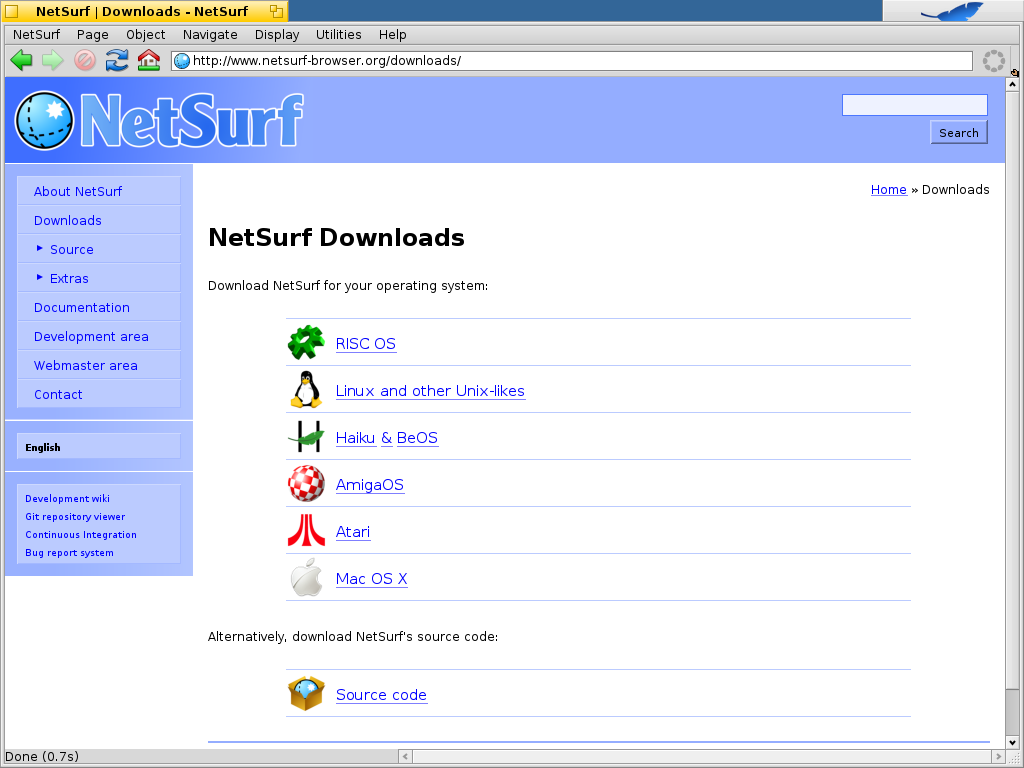 NetSurf | Downloads - NetSurf
NetSurf Page Object Navigate Display Utilities Help
http://www.netsurf-browser.org/downloads/
NetSurf
Search
About NetSurf
Downloads
Source
Extras
Documentation
Development area
Webmaster area
Contact
English
Development wiki
Git repository viewer
Continuous Integration
Bug report system
Home » Downloads
NetSurf Downloads
Download NetSurf for your operating system:
RISC OS
Linux and other Unix-likes
Haiku & BeOS
AmigaOS
Atari
Mac OS X
Alternatively, download NetSurf's source code:
Source code
Done (0.7s)